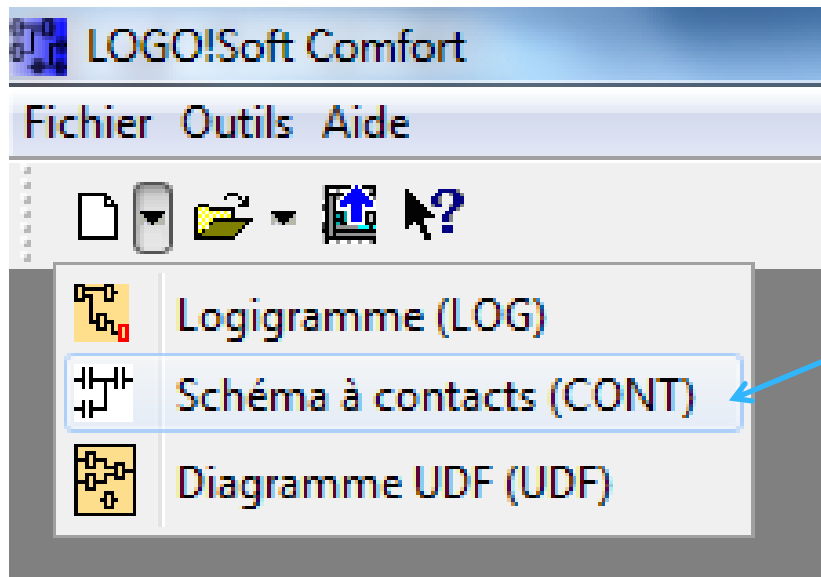 LOGO!Soft Comfort
Fichier Outils Aide
?
Logigramme (LOG)
Schéma à contacts (CONT)
Diagramme UDF (UDF)